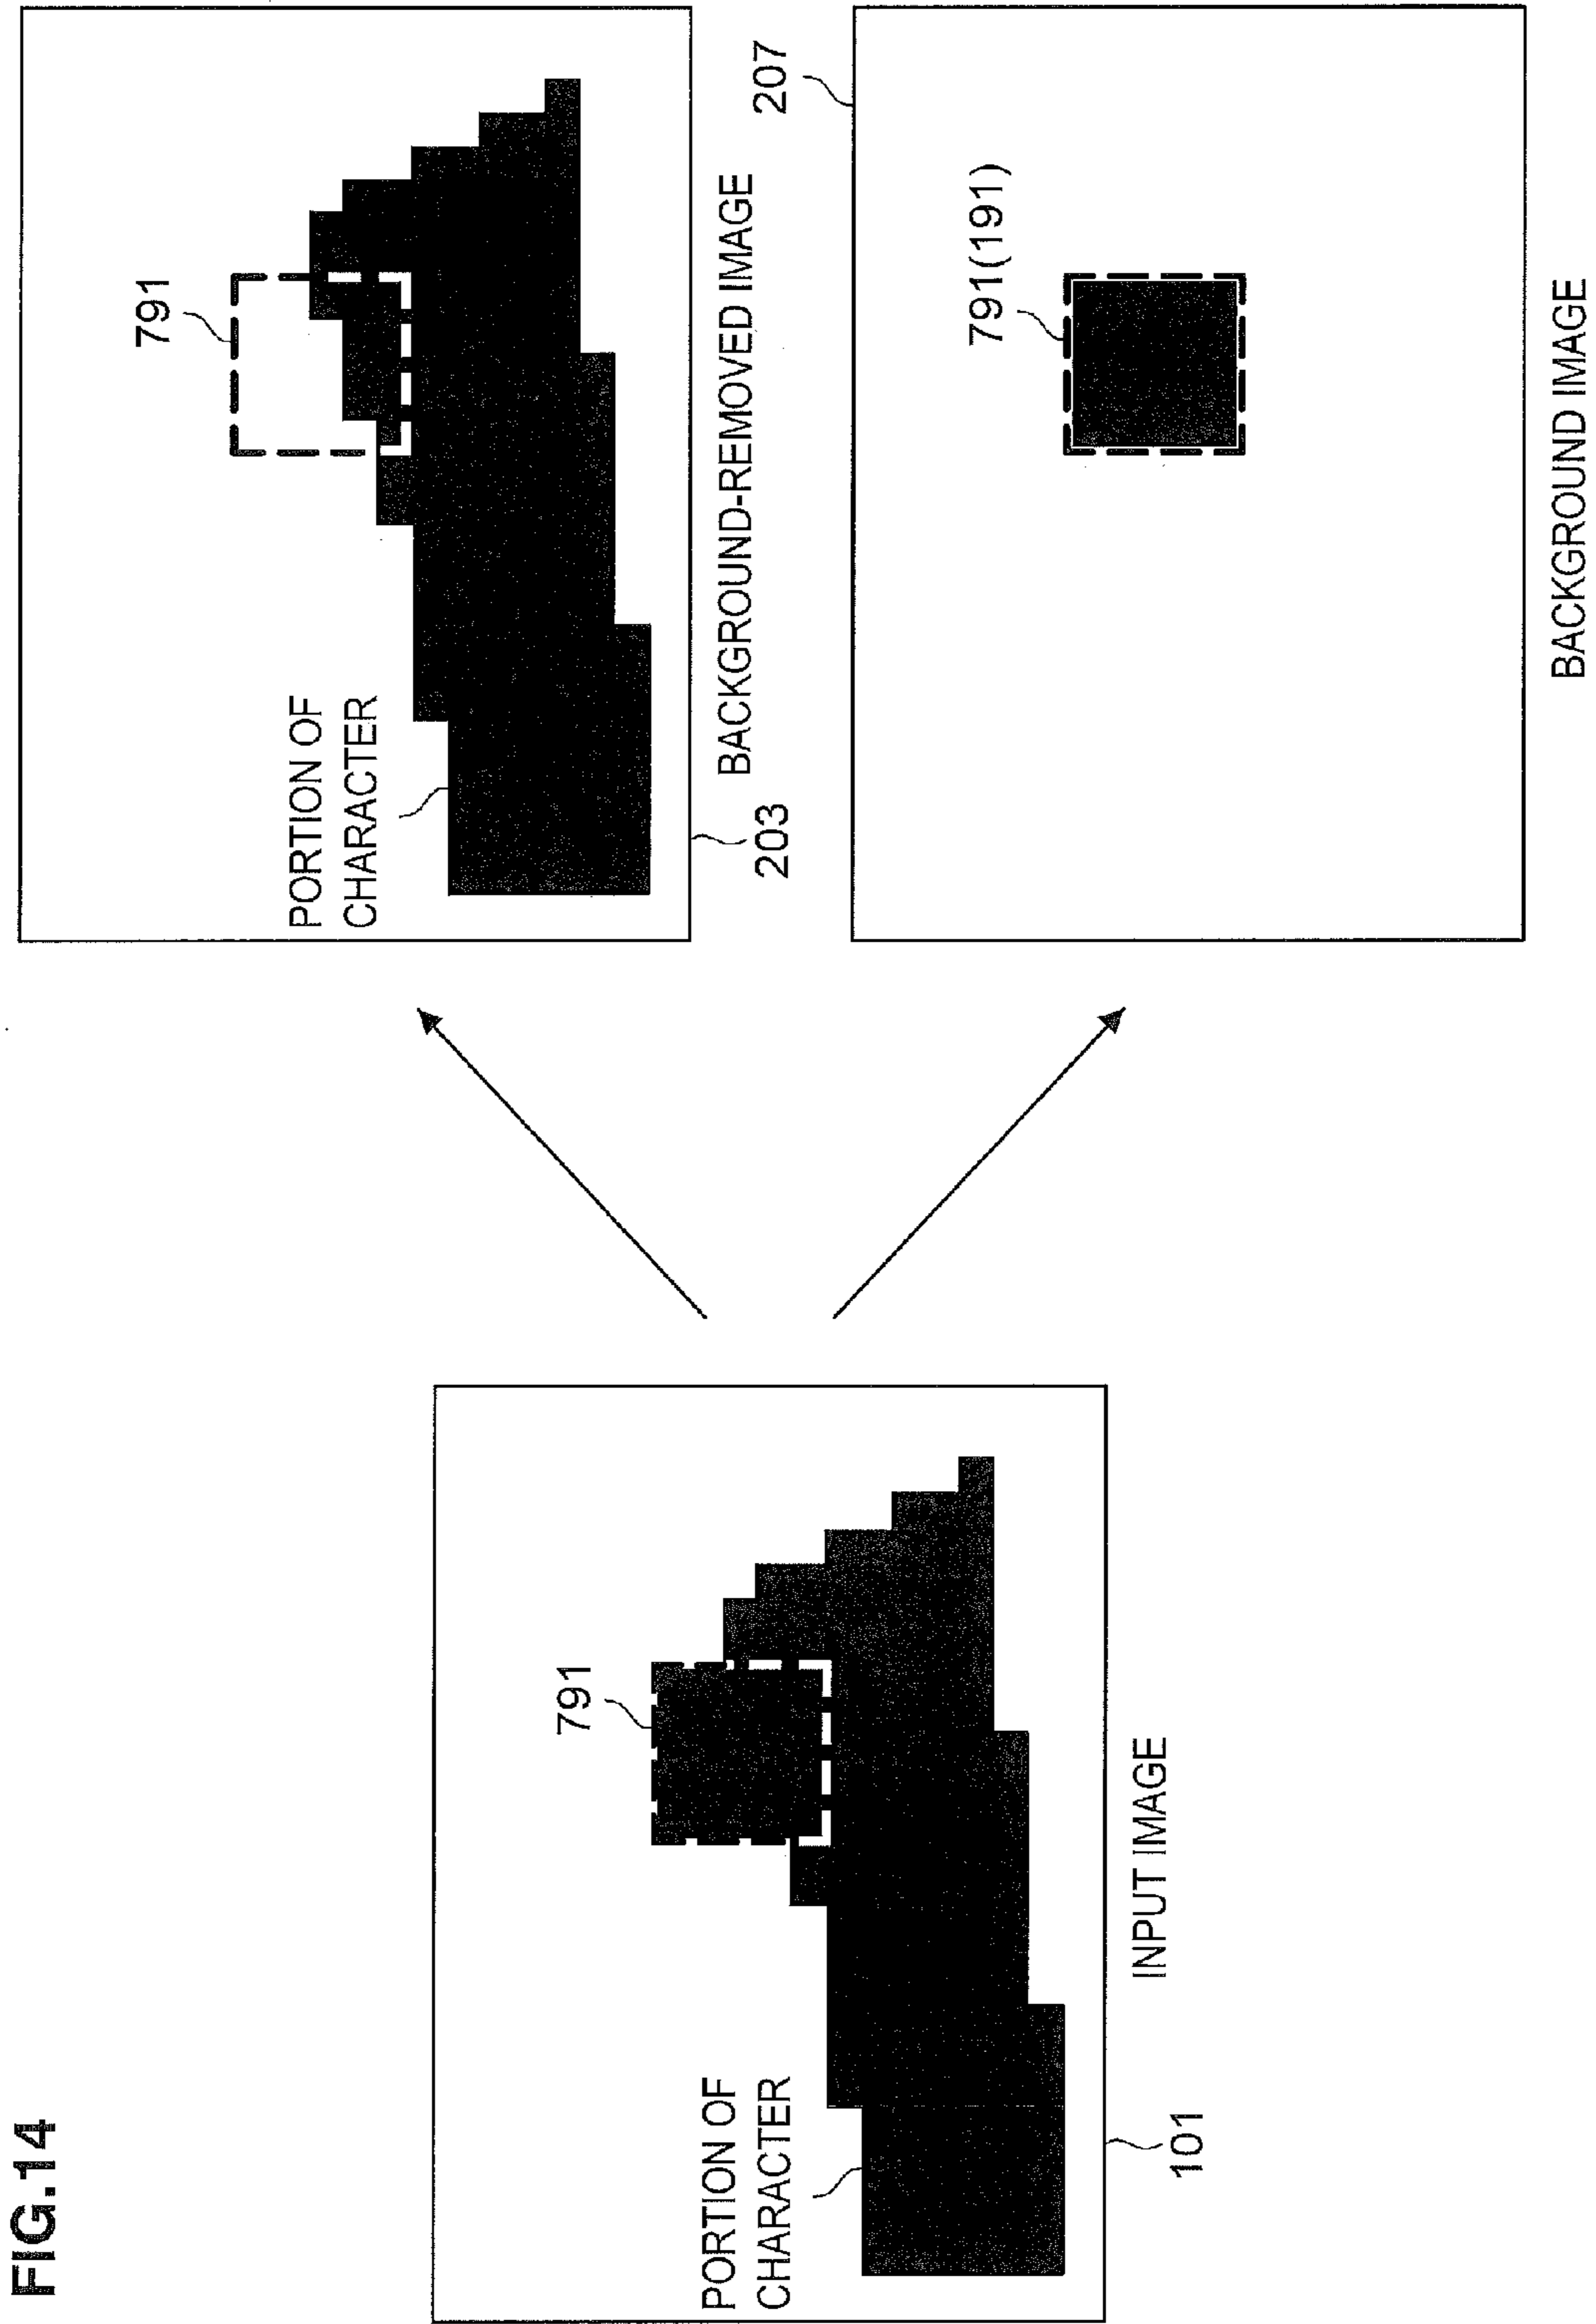 FIG.14
PORTION OF
CHARACTER
791
101
INPUT IMAGE
PORTION OF
CHARACTER
791
203
BACKGROUND-REMOVED IMAGE
207
791(191)
BACKGROUND IMAGE